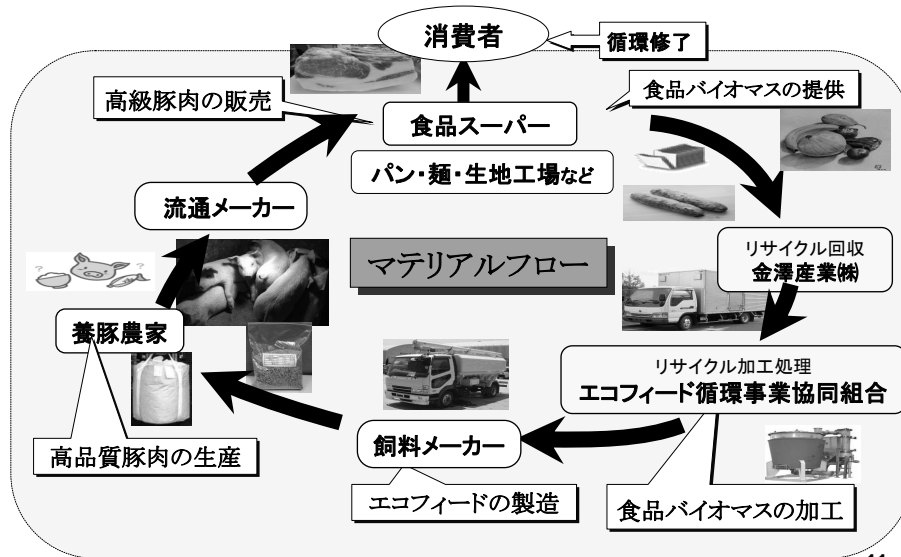 消費者
循環修了
高級豚肉の販売
食品バイオマスの提供
食品スーパー
パン・麺・生地工場など
流通メーカー
マテリアルフロー
リサイクル回収
金澤産業㈱
養豚農家
リサイクル加工処理
エコフィード循環事業協同組合
飼料メーカー
高品質豚肉の生産
エコフィードの製造
食品バイオマスの加工